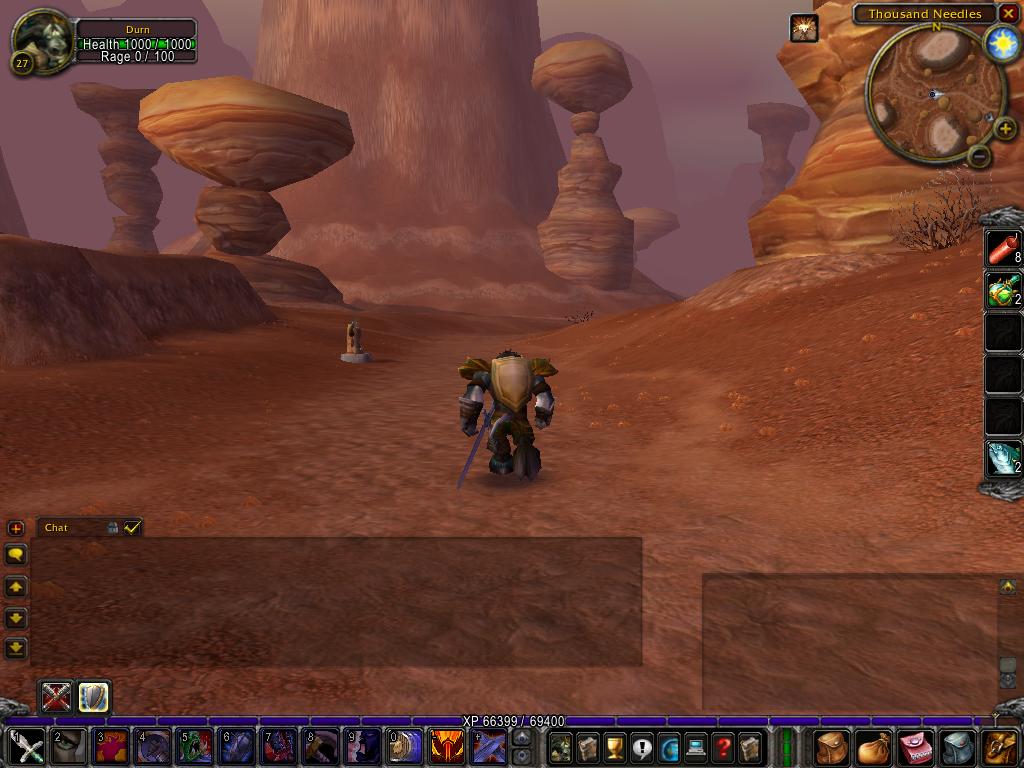 Durn
Health 1000 / 1000
Rage 0 / 100
27
Thousand Needles
N
8
2
2
Chat
XP 66399 / 69400
1 2 3 4 5 6 7 8 9 0 - +